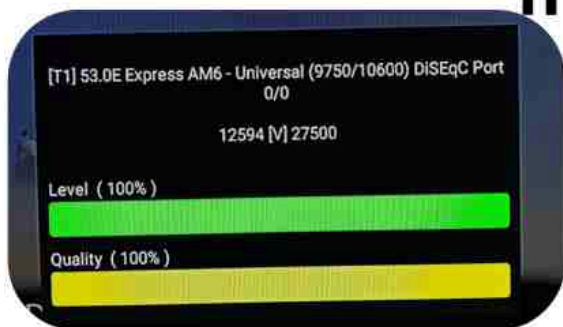 [T1] 53.0E Express AM6 - Universal (9750/10600) DiSEqC Port
0/0
12594 [V] 27500
Level ( 100% )
Quality ( 100% )